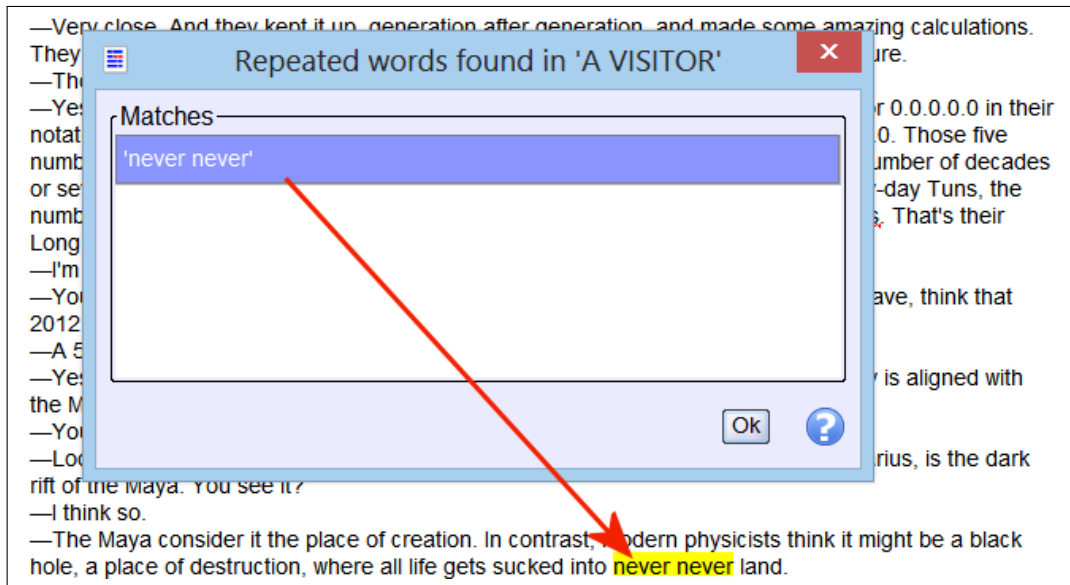 —Very close. And they kept it up, generation after generation, and made some amazing calculations.
They ure.
Repeated words found in 'A VISITOR'
—Th
—Yes r 0.0.0.0.0 in their
Matches
notat .0. Those five
'never never'
numb umber of decades
or se -day Tuns, the
numb s. That's their
Long
—I'm
—You ave, think that
2012
—A 5
—Yes is aligned with
the M
—You
Ok ?
—Loo rius, is the dark
rift of the Maya. You see it?
—I think so.
—The Maya consider it the place of creation. In contrast, modern physicists think it might be a black
hole, a place of destruction, where all life gets sucked into never never land.